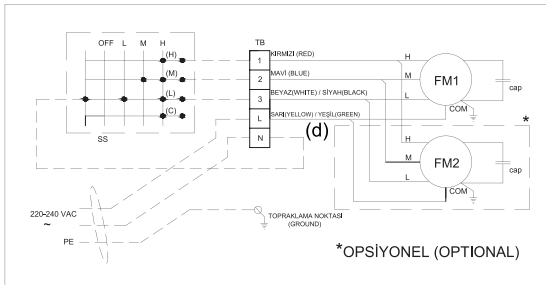 OFF L M H
TB
(H)
(M)
(L)
(C)
SS
1
2
3
L
N
KIRMIZI (RED)
MAVİ (BLUE)
BEYAZ(WHITE) / SİYAH(BLACK)
SARI(YELLOW) / YEŞİL(GREEN)
(d)
H
M
L
FM1
COM
cap
*
H
M
L
FM2
COM
cap
220-240 VAC
~
PE
TOPRAKLAMA NOKTASI
(GROUND)
*OPSİYONEL (OPTIONAL)